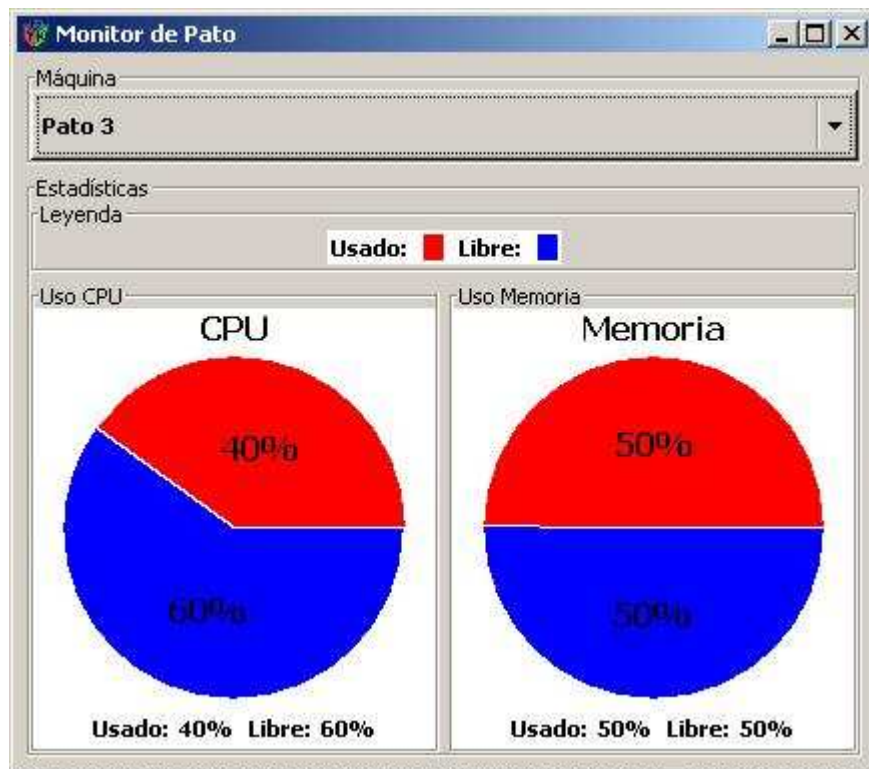 Monitor de Pato
Máquina
Pato 3
Estadísticas
Leyenda
Usado: Libre:
Uso CPU
CPU
40%
60%
Usado: 40% Libre: 60%
Uso Memoria
Memoria
50%
50%
Usado: 50% Libre: 50%